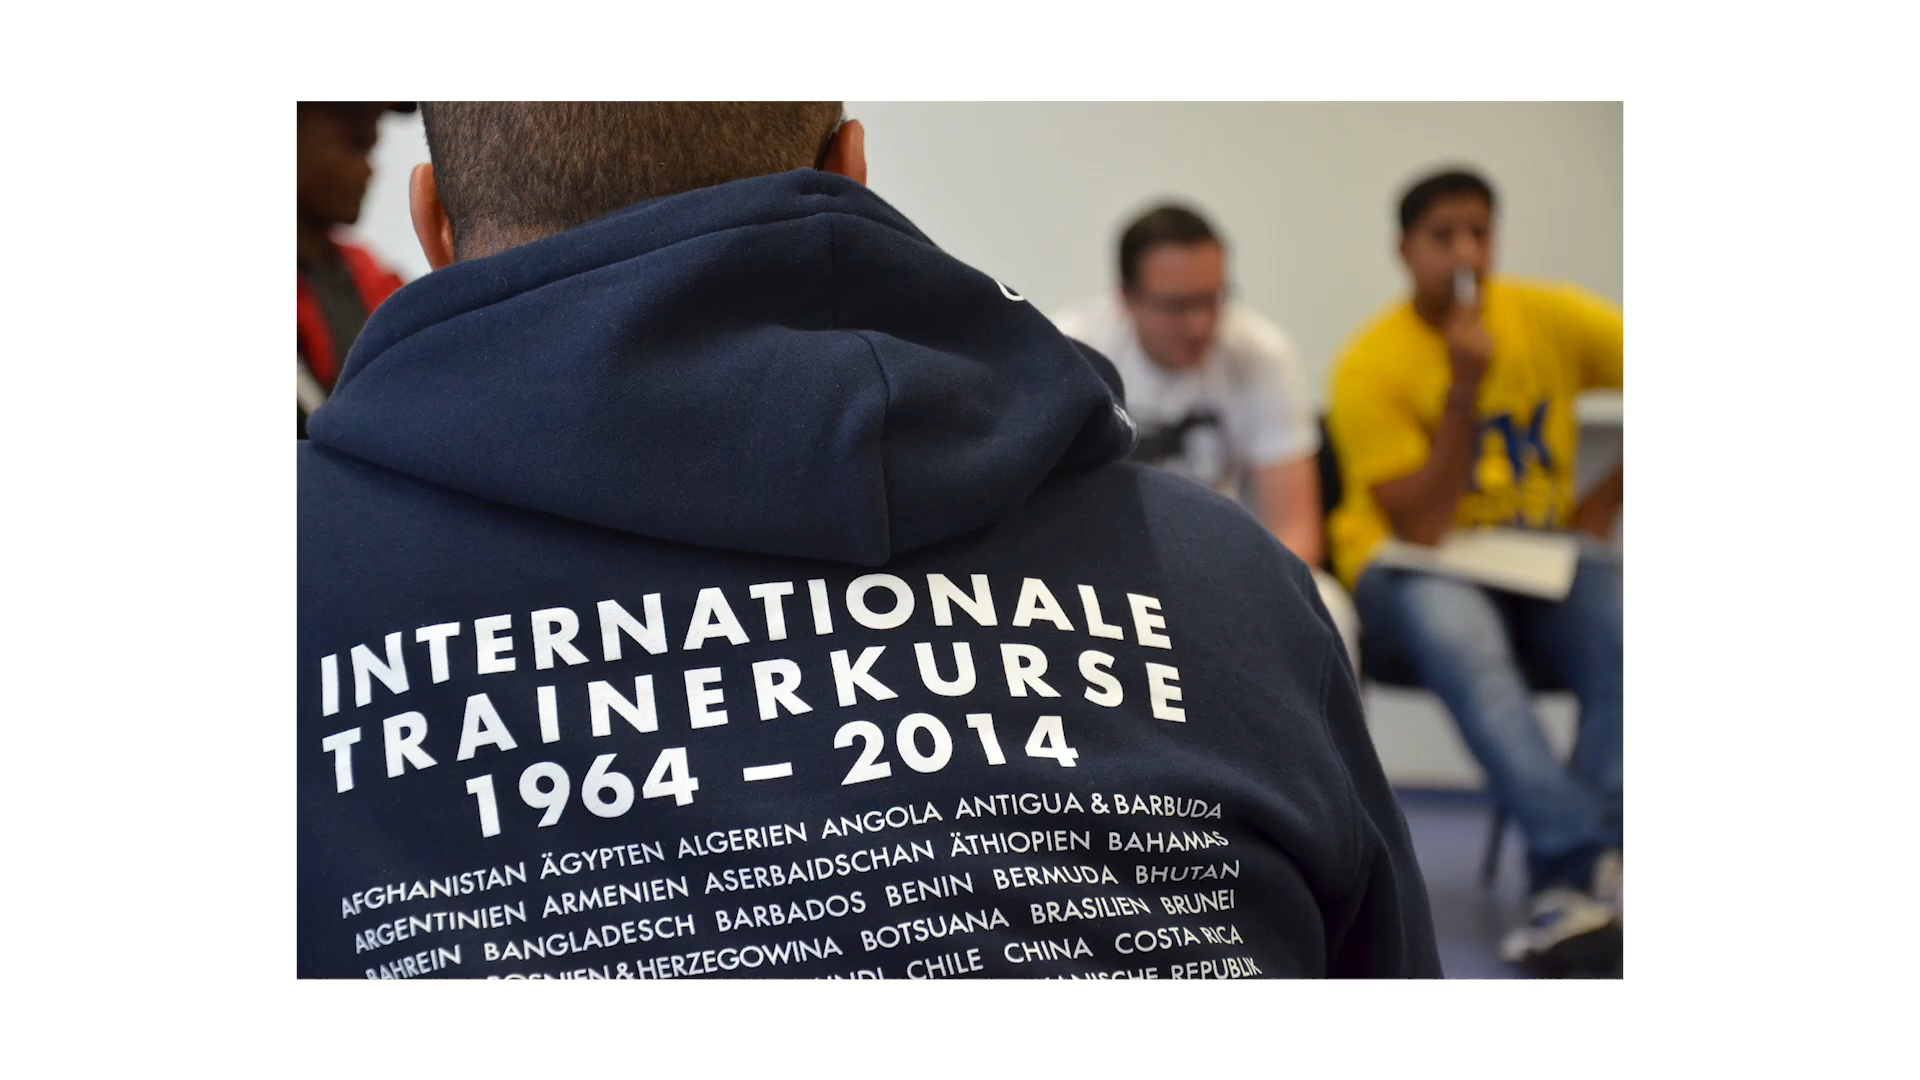 INTERNATIONALE
TRAINERKURSE
1964 – 2014
AFGHANISTAN ÄGYPTEN ALGERIEN ANGOLA ANTIGUA & BARBUDA
ARGENTINIEN ARMENIEN ASERBAIDSCHAN ÄTHIOPIEN BAHAMAS
BAHREIN BANGLADESCH BARBADOS BENIN BERMUDA BHUTAN
BOSNIEN & HERZEGOWINA BOTSUANA BRASILIEN BRUNEI
CHILE CHINA COSTA RICA
REPUBLIK